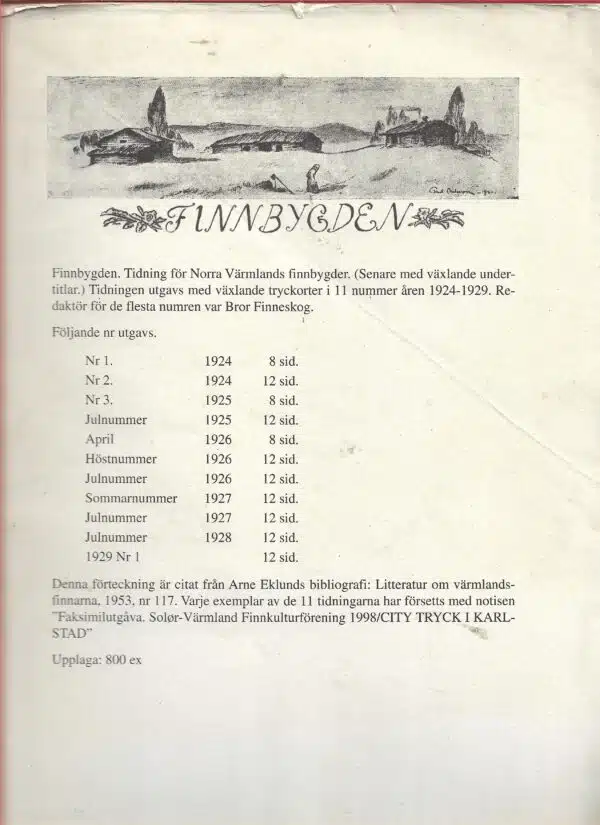 FINNBYGDEN
Finnbygden. Tidning för Norra Värmlands finnbygder. (Senare med växlande under-
titlar.) Tidningen utgavs med växlande tryckorter i 11 nummer åren 1924-1929. Re-
daktör för de flesta numren var Bror Finneskog.
Följande nr utgavs.
Nr 1. 1924 8 sid.
Nr 2. 1924 12 sid.
Nr 3. 1925 8 sid.
Julnummer 1925 12 sid.
April 1926 8 sid.
Höstnummer 1926 12 sid.
Julnummer 1926 12 sid.
Sommarnummer 1927 12 sid.
Julnummer 1927 12 sid.
Julnummer 1928 12 sid.
1929 Nr 1 12 sid.
Denna förteckning är citat från Arne Eklunds bibliografi: Litteratur om värmlands-
finnarna, 1953, nr 117. Varje exemplar av de 11 tidningarna har försetts med notisen
"Faksimilutgåva. Solør-Värmland Finnkulturförening 1998/CITY TRYCK I KARL-
STAD"
Upplaga: 800 ex